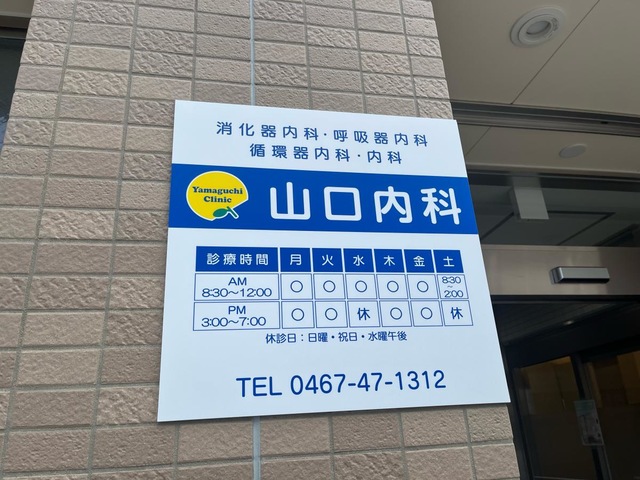 消化器内科・呼吸器内科
循環器内科・内科
Yamaguchi
Clinic
山口内科
診療時間 月 火 水 木 金 土
AM 8:30～12:00 ○ ○ ○ ○ ○ 8:30～2:00
PM 3:00～7:00 ○ ○ 休 ○ ○ 休
休診日：日曜・祝日・水曜午後
TEL 0467-47-1312